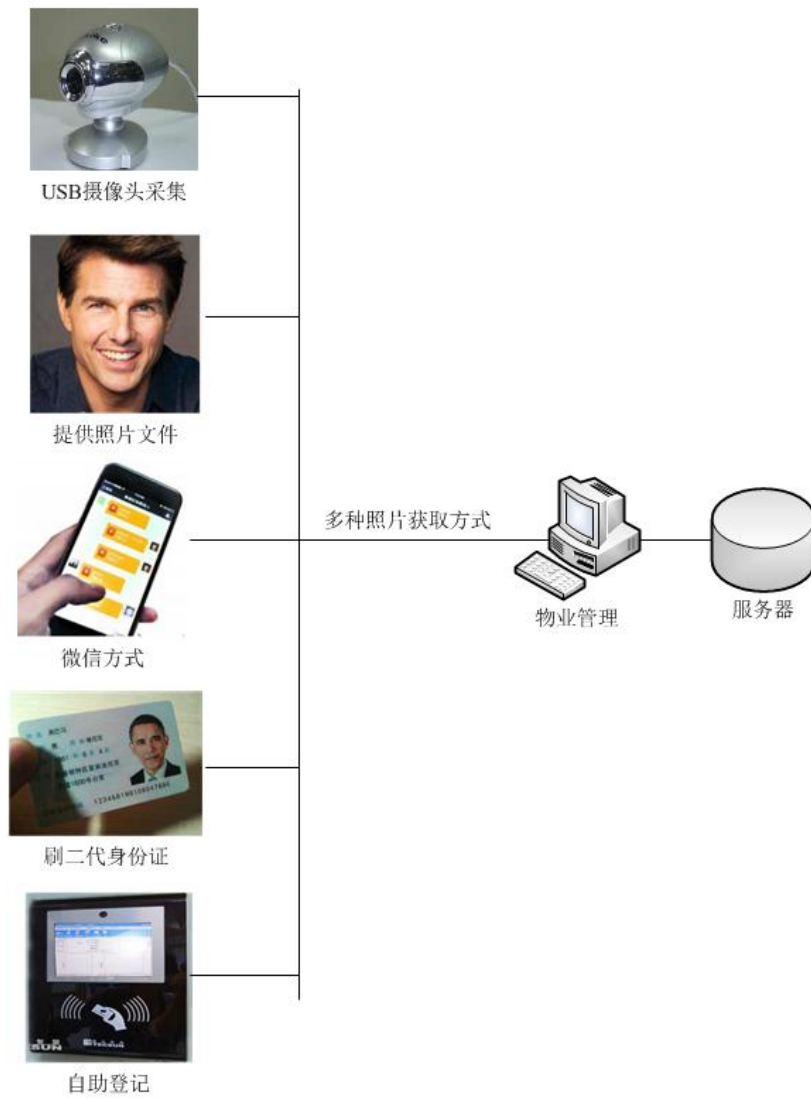 USB摄像头采集
提供照片文件
多种照片获取方式
物业管理
服务器
微信方式
刷二代身份证
自助登记